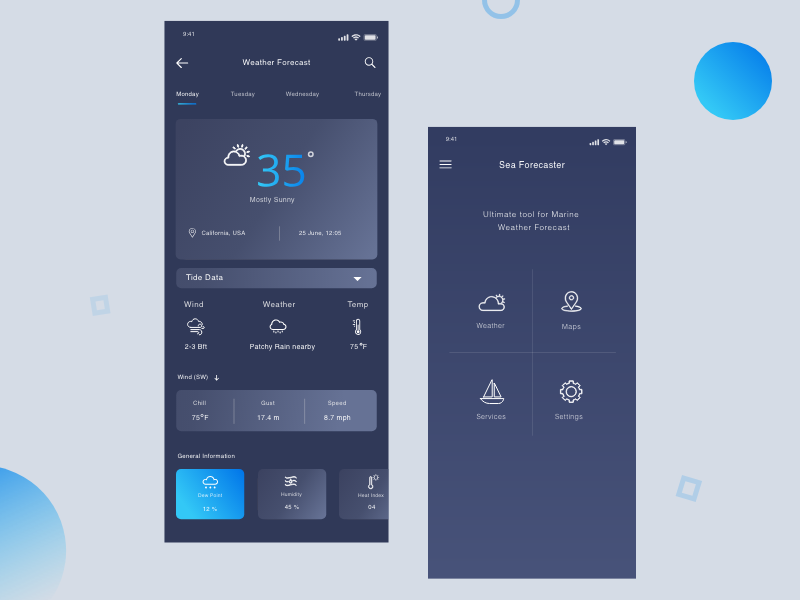 9:41
Weather Forecast
Monday Tuesday Wednesday Thursday
35°
Mostly Sunny
California, USA 25 June, 12:05
Tide Data
Wind Weather Temp
2-3 Bft Patchy Rain nearby 75°F
Wind (SW)
Chill Gust Speed
75°F 17.4 m 8.7 mph
General Information
Dew Point Humidity Heat Index
12 % 45 % 04
9:41
Sea Forecaster
Ultimate tool for Marine
Weather Forecast
Weather Maps
Services Settings